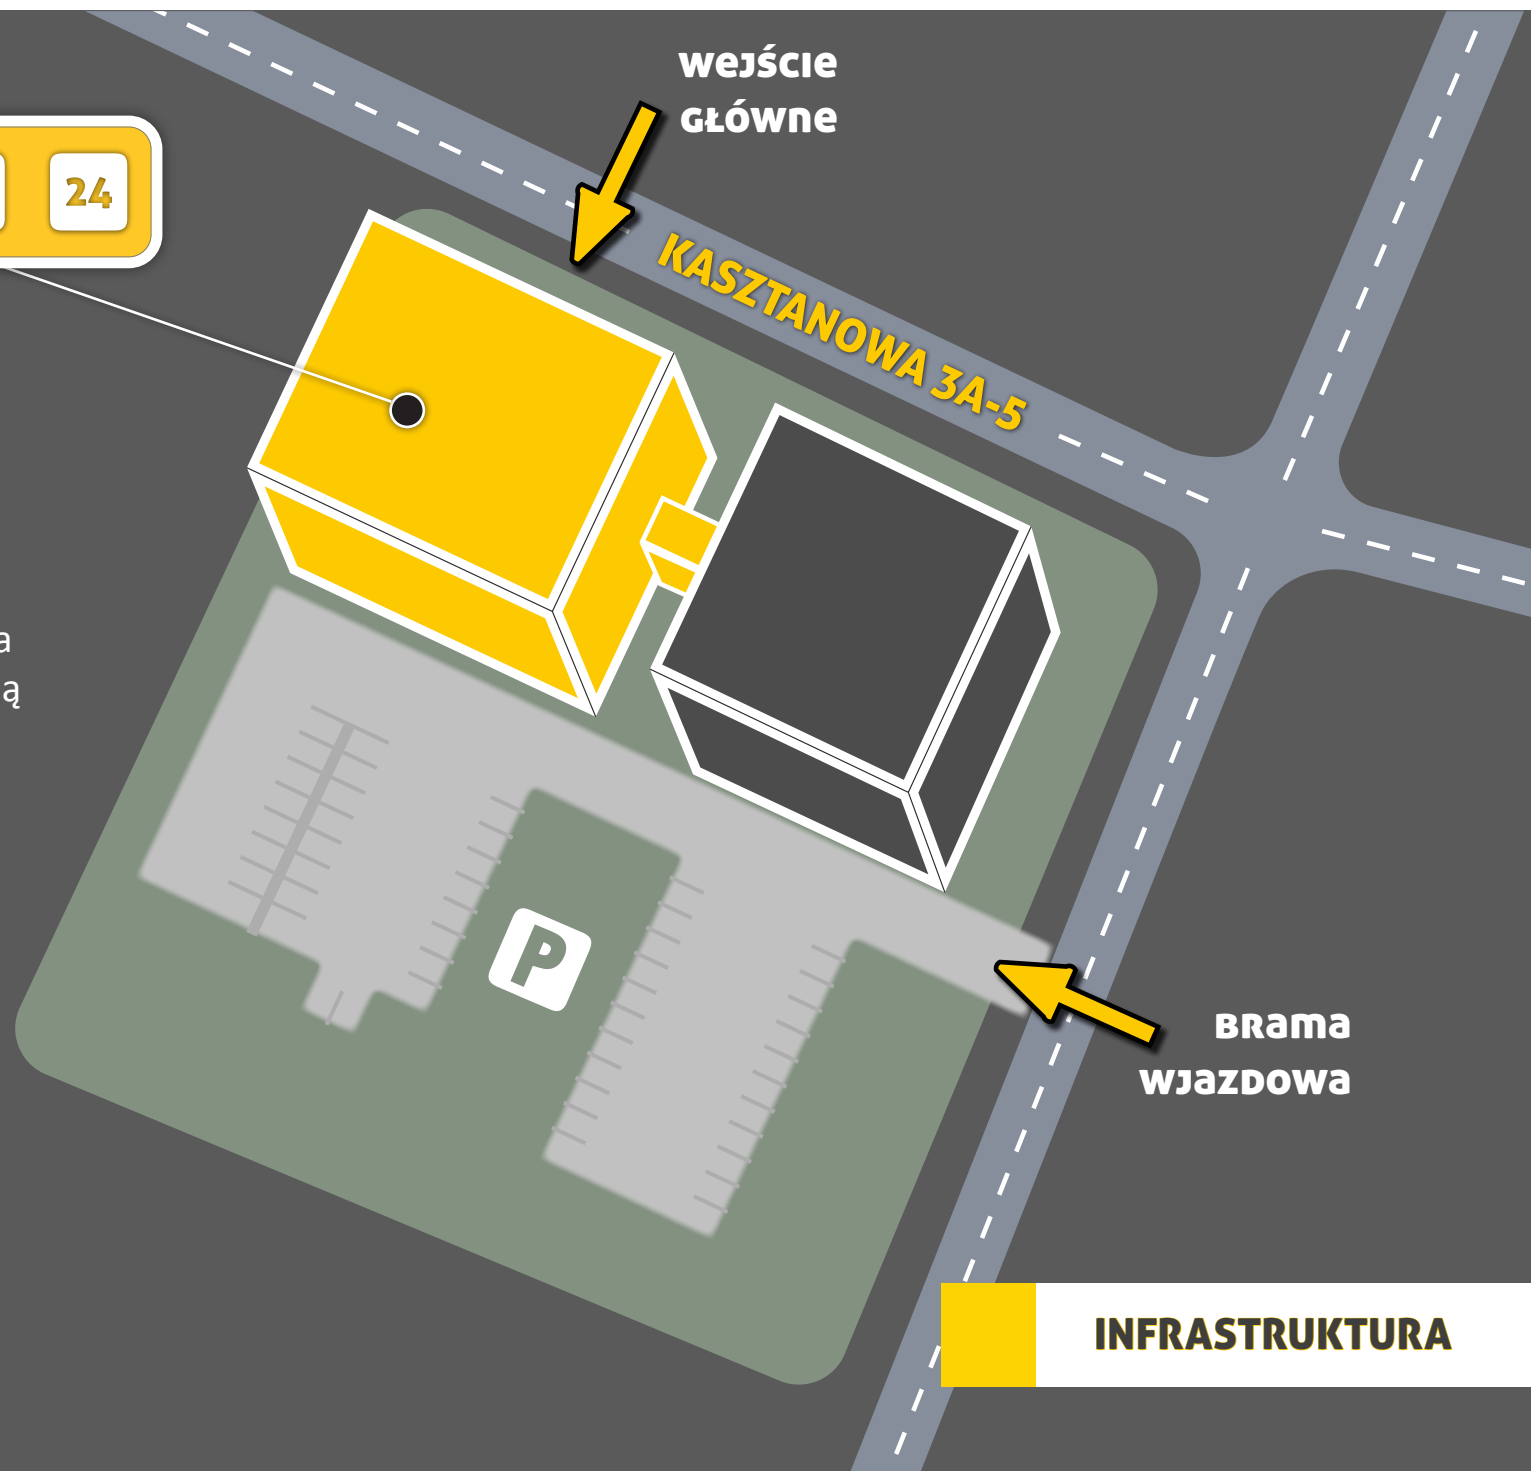 wejście
główne
24
KASZTANOWA 3A-5
a
ą
P
Brama
wjazdowa
INFRASTRUKTURA